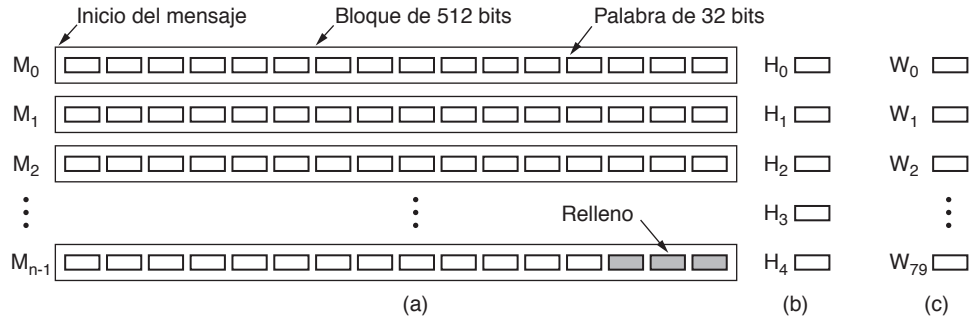 Inicio del mensaje Bloque de 512 bits Palabra de 32 bits
M0 H0 W0
M1 H1 W1
M2 H2 W2
H3
Relleno
Mn-1 H4 W79
(a) (b) (c)